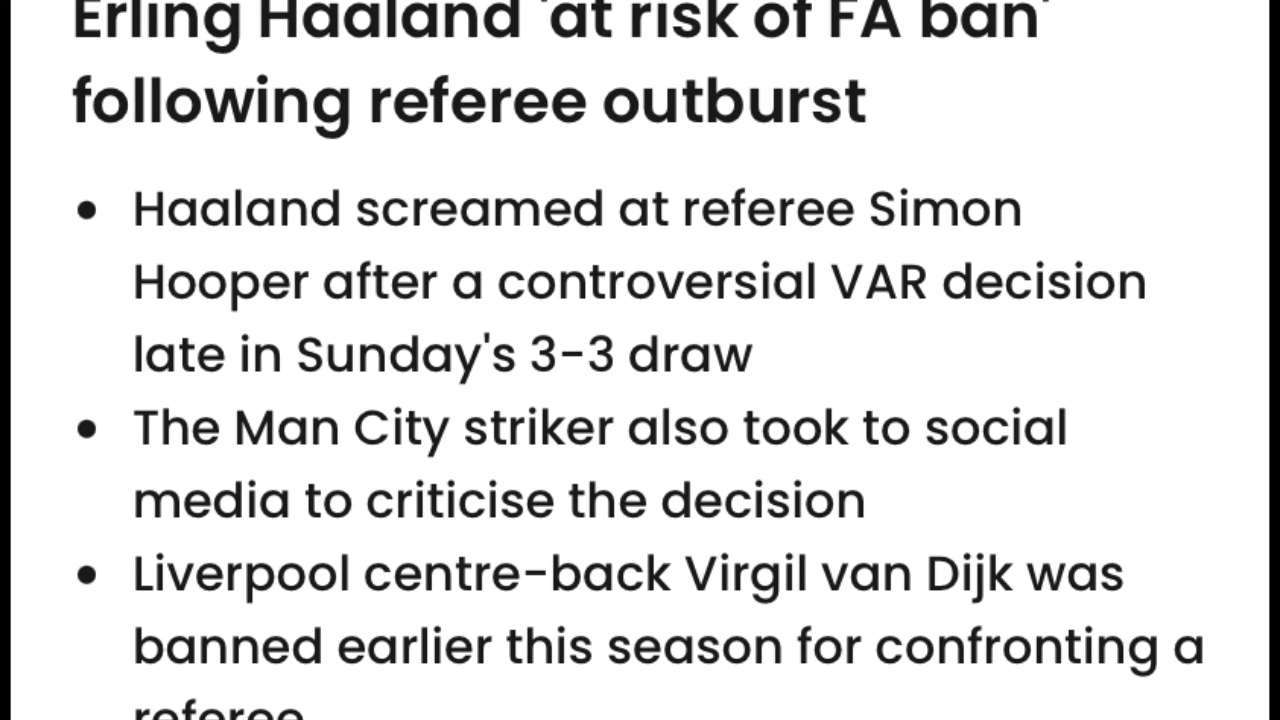 Erling Haaland 'at risk of FA ban'
following referee outburst
• Haaland screamed at referee Simon
Hooper after a controversial VAR decision
late in Sunday's 3-3 draw
• The Man City striker also took to social
media to criticise the decision
• Liverpool centre-back Virgil van Dijk was
banned earlier this season for confronting a
referee